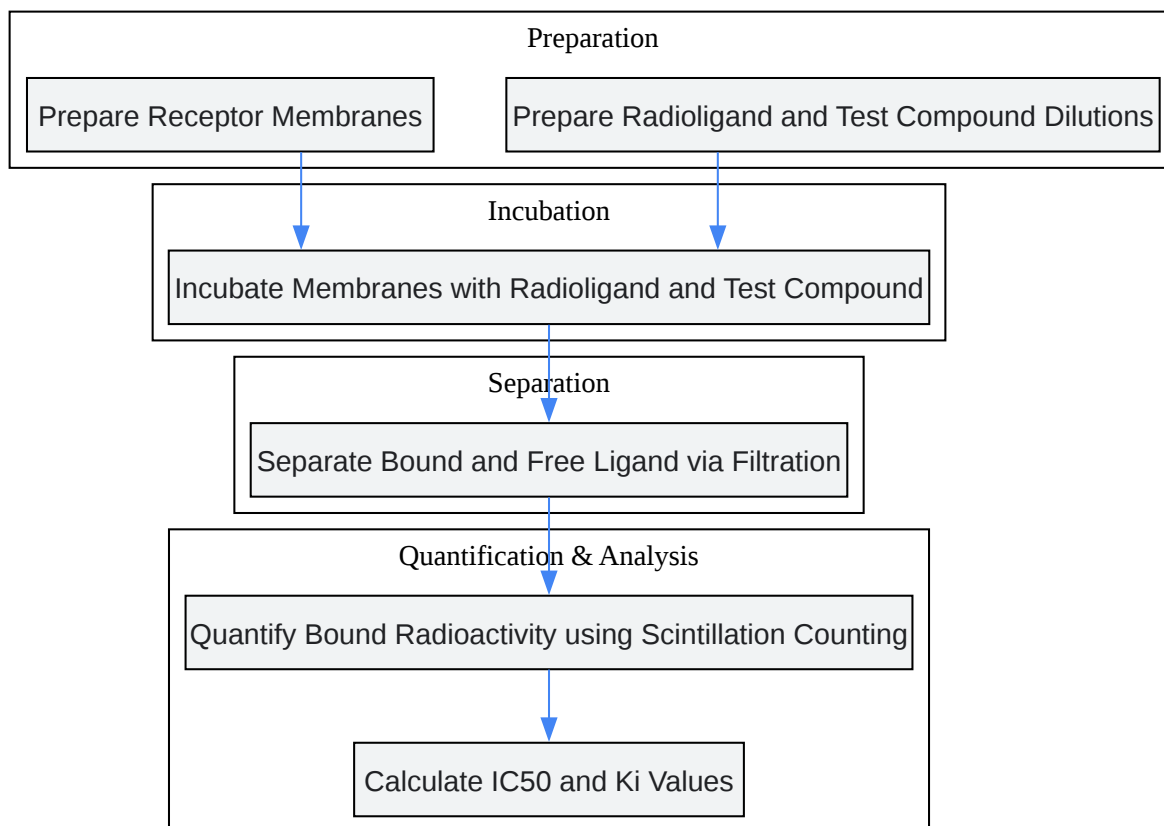 Preparation
Prepare Receptor Membranes
Prepare Radioligand and Test Compound Dilutions
Incubation
Incubate Membranes with Radioligand and Test Compound
Separation
Separate Bound and Free Ligand via Filtration
Quantification & Analysis
Quantify Bound Radioactivity using Scintillation Counting
Calculate IC50 and Ki Values